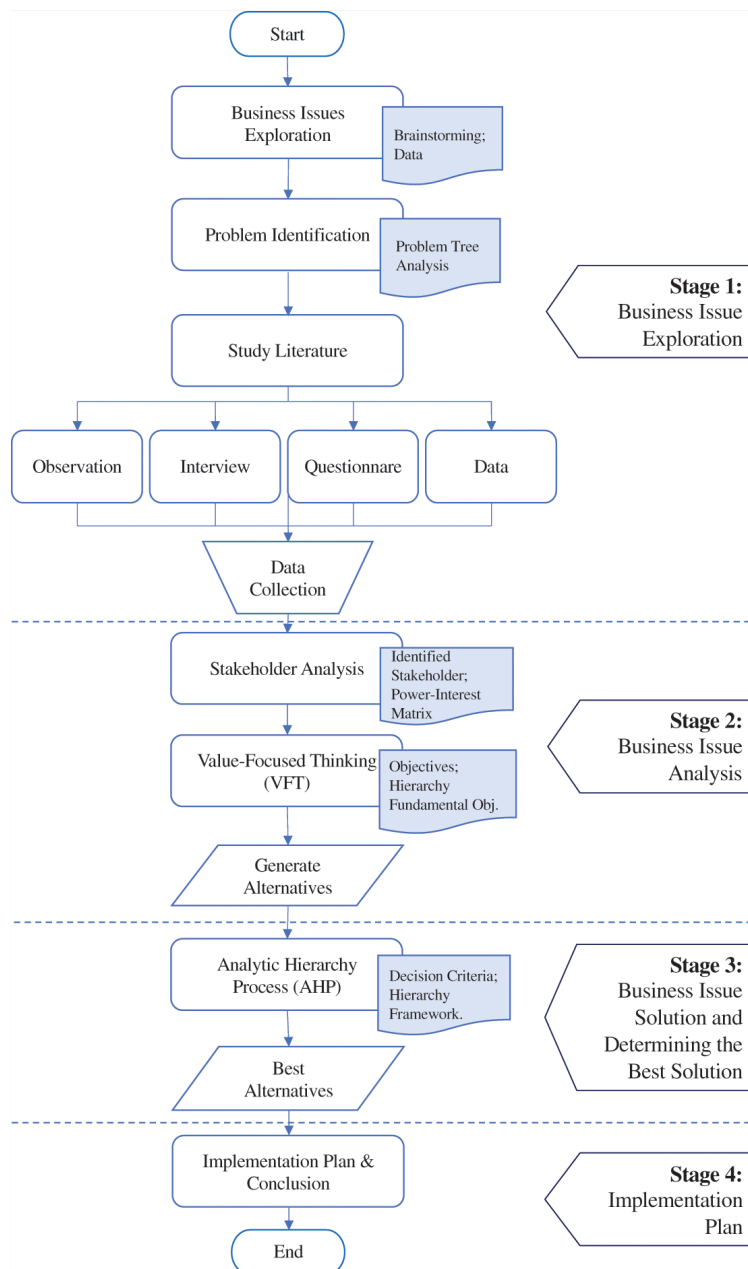 Start
Business Issues
Exploration
Brainstorming;
Data
Problem Identification
Problem Tree
Analysis
Stage 1:
Business Issue
Exploration
Study Literature
Observation
Interview
Questionnare
Data
Data
Collection
Stakeholder Analysis
Identified
Stakeholder;
Power-Interest
Matrix
Stage 2:
Business Issue
Analysis
Value-Focused Thinking
(VFT)
Objectives;
Hierarchy
Fundamental Obj.
Generate
Alternatives
Analytic Hierarchy
Process (AHP)
Decision Criteria;
Hierarchy
Framework.
Stage 3:
Business Issue
Solution and
Determining the
Best Solution
Best
Alternatives
Implementation Plan &
Conclusion
Stage 4:
Implementation
Plan
End